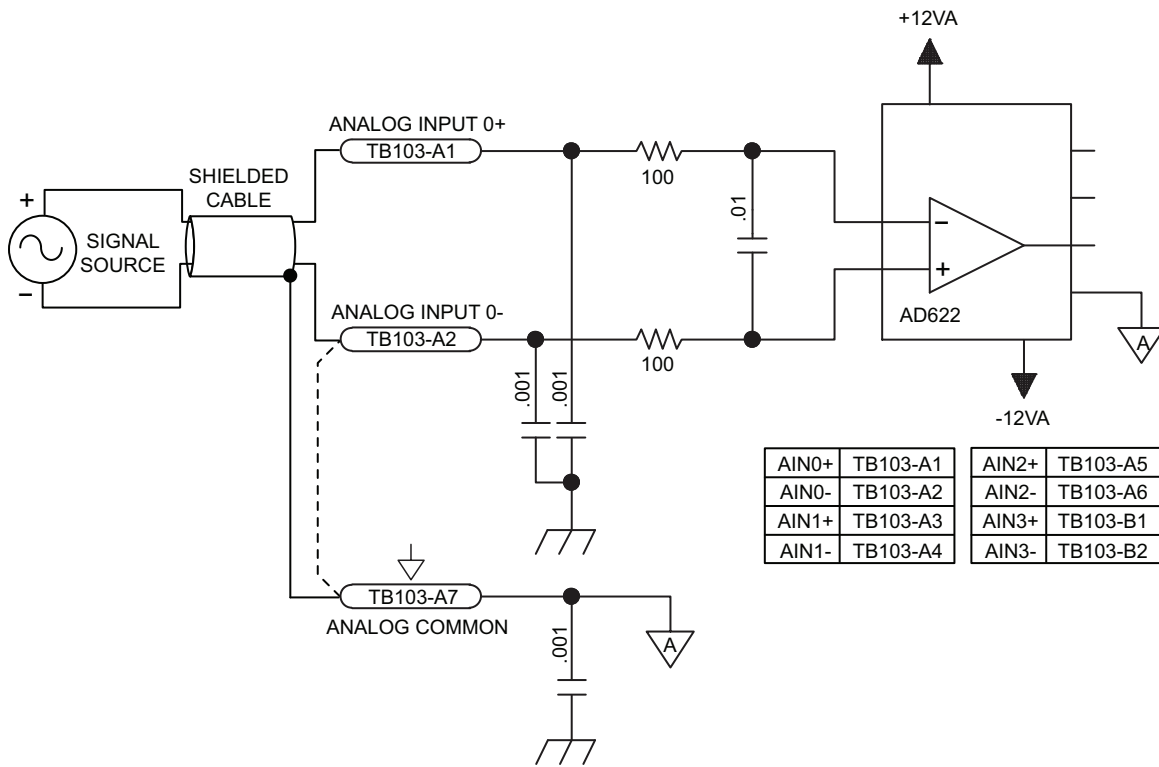 +12VA
ANALOG INPUT 0+
TB103-A1
SHIELDED
CABLE
100
+
SIGNAL
SOURCE
−
.01
−
+
ANALOG INPUT 0-
TB103-A2
100
AD622
A
.001
.001
-12VA
AIN0+ TB103-A1
AIN0- TB103-A2
AIN1+ TB103-A3
AIN1- TB103-A4
AIN2+ TB103-A5
AIN2- TB103-A6
AIN3+ TB103-B1
AIN3- TB103-B2
TB103-A7
ANALOG COMMON
.001
A